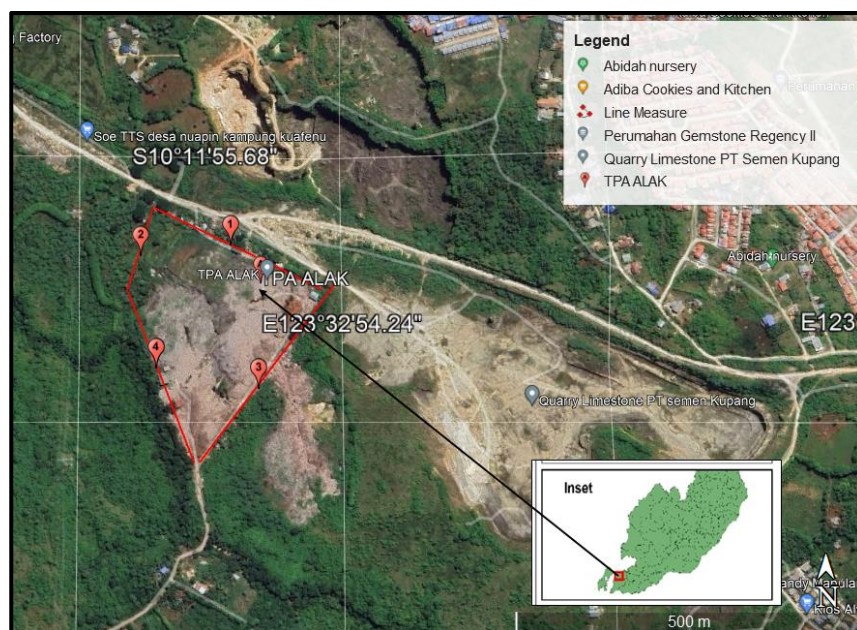 g Factory
Soe TTS desa nuapin kampung kuafenu
S10°11'55.68"
Legend
Abidah nursery
Adiba Cookies and Kitchen
Line Measure
Perumahan Gemstone Regency II
Quarry Limestone PT Semen Kupang
TPA ALAK
1
2
TPA ALAK
TPA ALAK
Abidah nursery
E123°32'54.24"
E123
4
3
Quarry Limestone PT semen Kupang
Inset
N
500 m